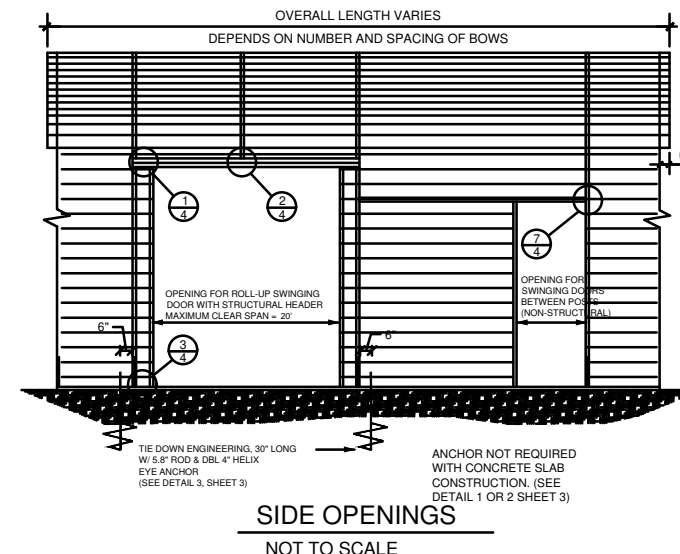 OVERALL LENGTH VARIES
DEPENDS ON NUMBER AND SPACING OF BOWS
1
4
2
4
7
4
OPENING FOR ROLL-UP SWINGING
DOOR WITH STRUCTURAL HEADER
MAXIMUM CLEAR SPAN = 20'
OPENING FOR
SWINGING DOORS
BETWEEN POSTS
(NON-STRUCTURAL)
6"
6"
3
4
TIE DOWN ENGINEERING, 30" LONG
W/ 5.8" ROD & DBL 4" HELIX
EYE ANCHOR
(SEE DETAIL 3, SHEET 3)
ANCHOR NOT REQUIRED
WITH CONCRETE SLAB
CONSTRUCTION. (SEE
DETAIL 1 OR 2 SHEET 3)
SIDE OPENINGS
NOT TO SCALE